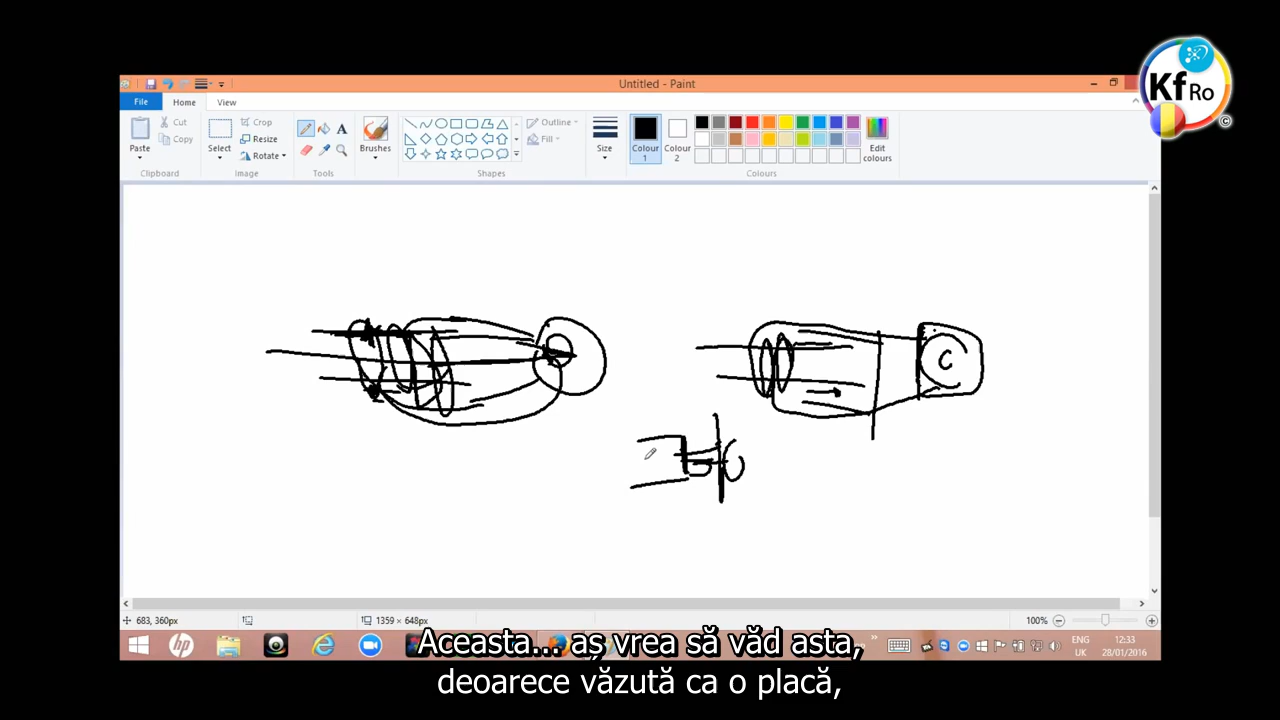 Untitled - Paint
Kf Ro
©
File Home View
Cut
Copy
Paste
Clipboard
Select
Crop
Resize
Rotate
Image
A
Tools
Brushes
Shapes
Outline
Fill
Size
Colour 1
Colour 2
Edit colours
Colours
C
683, 360px
1359 × 648px
100%
hp
ENG
UK
12:33
28/01/2016
Aceasta... aș vrea să văd asta,
deoarece văzută ca o placă,